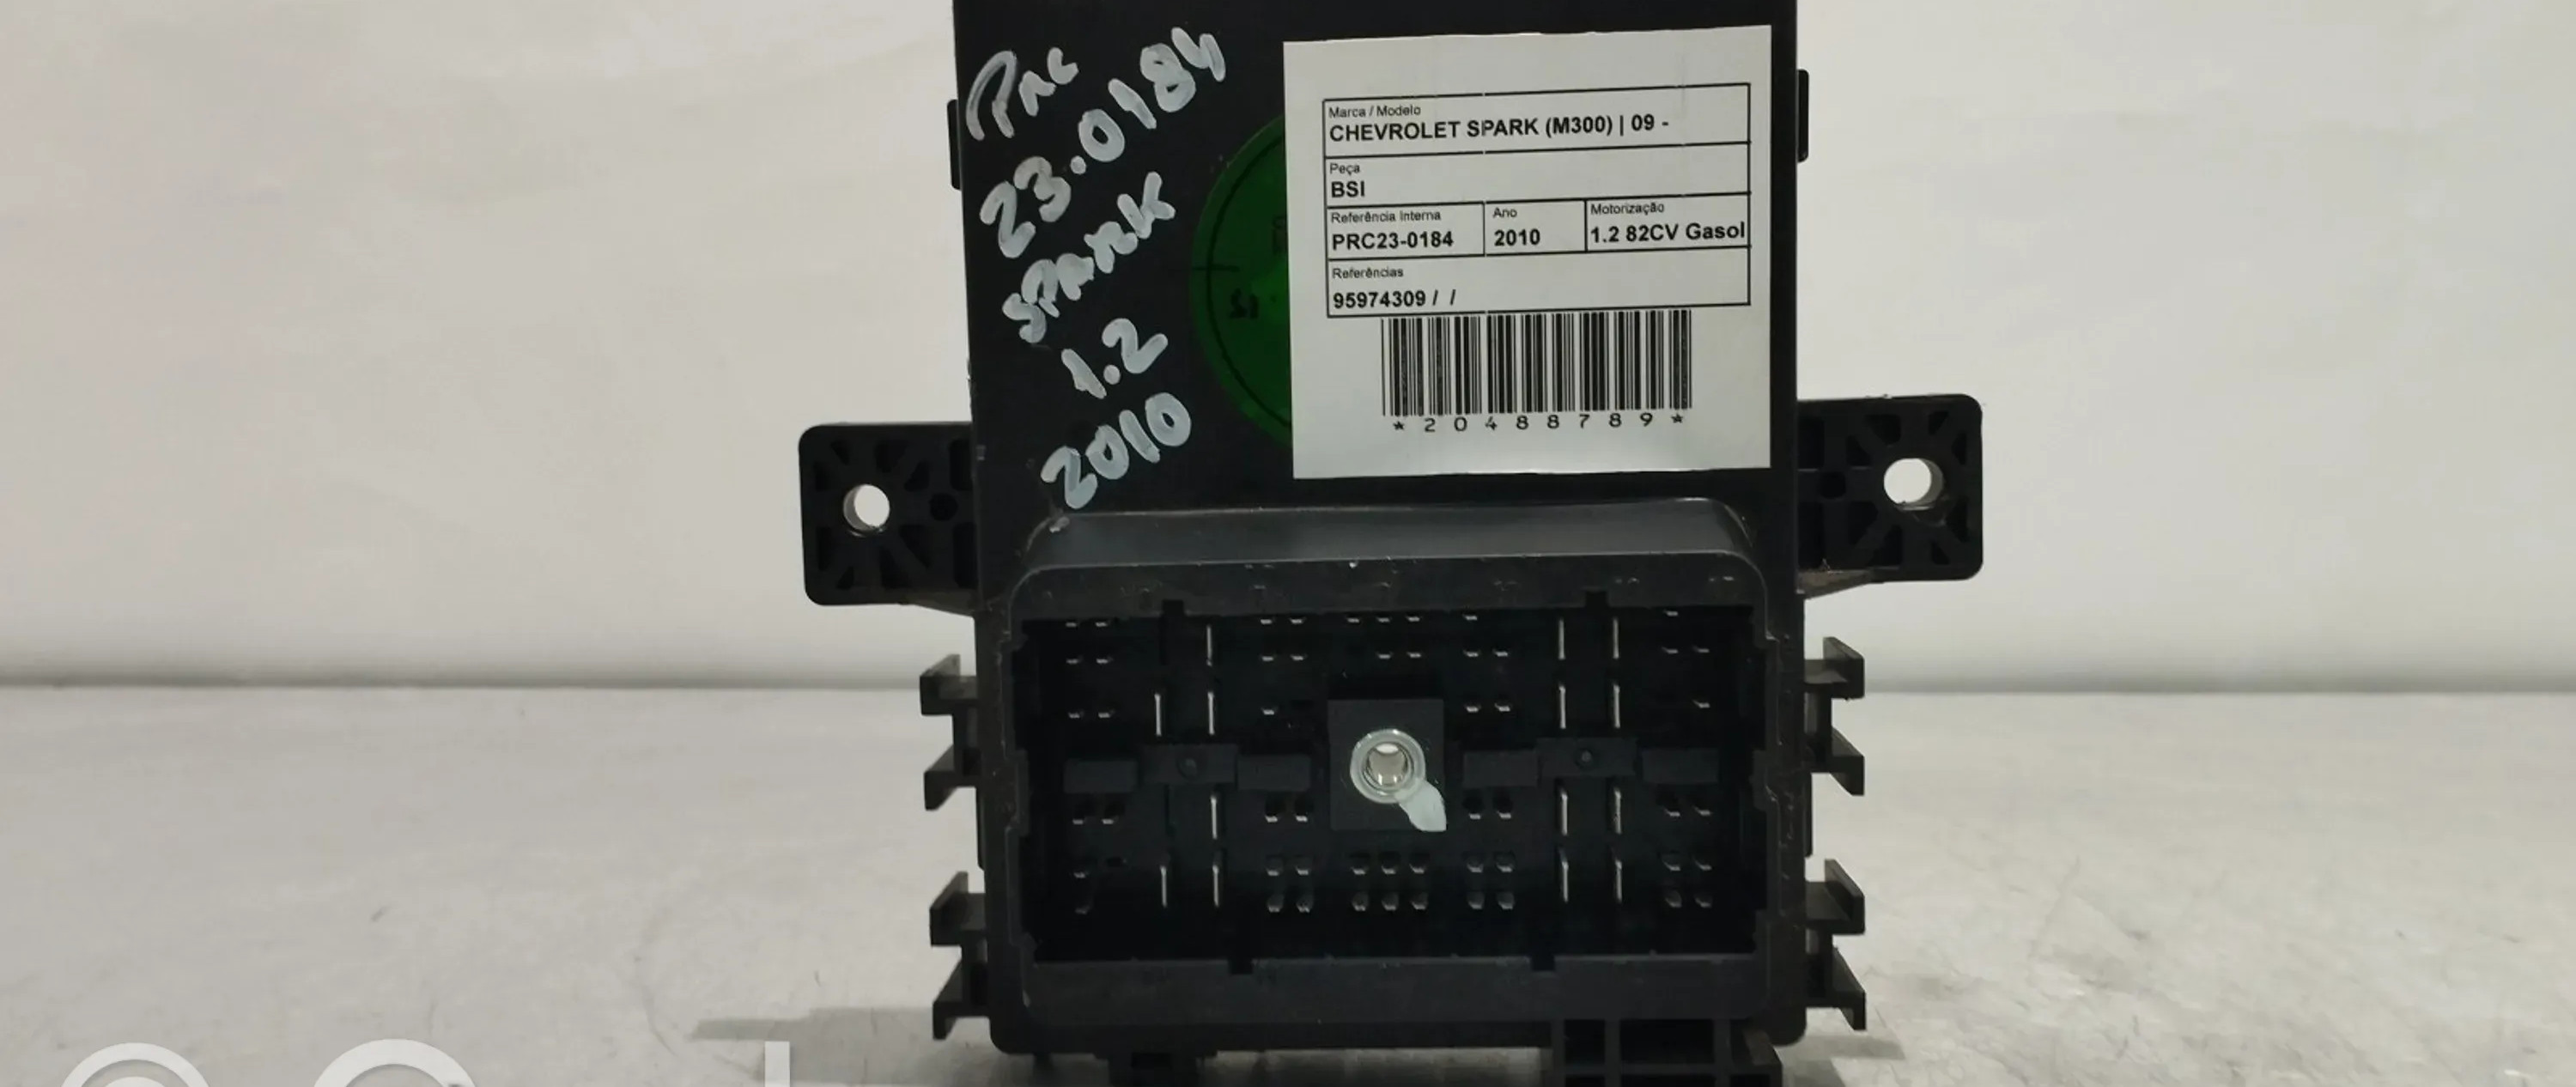 PRC
23.0184
SPARK
1.2
2010
Marca / Modelo
CHEVROLET SPARK (M300) | 09 -
Peça
BSI
Referência Interna
PRC23-0184
Ano
2010
Motorização
1.2 82CV Gasol
Referências
95974309 / /
*20488789*